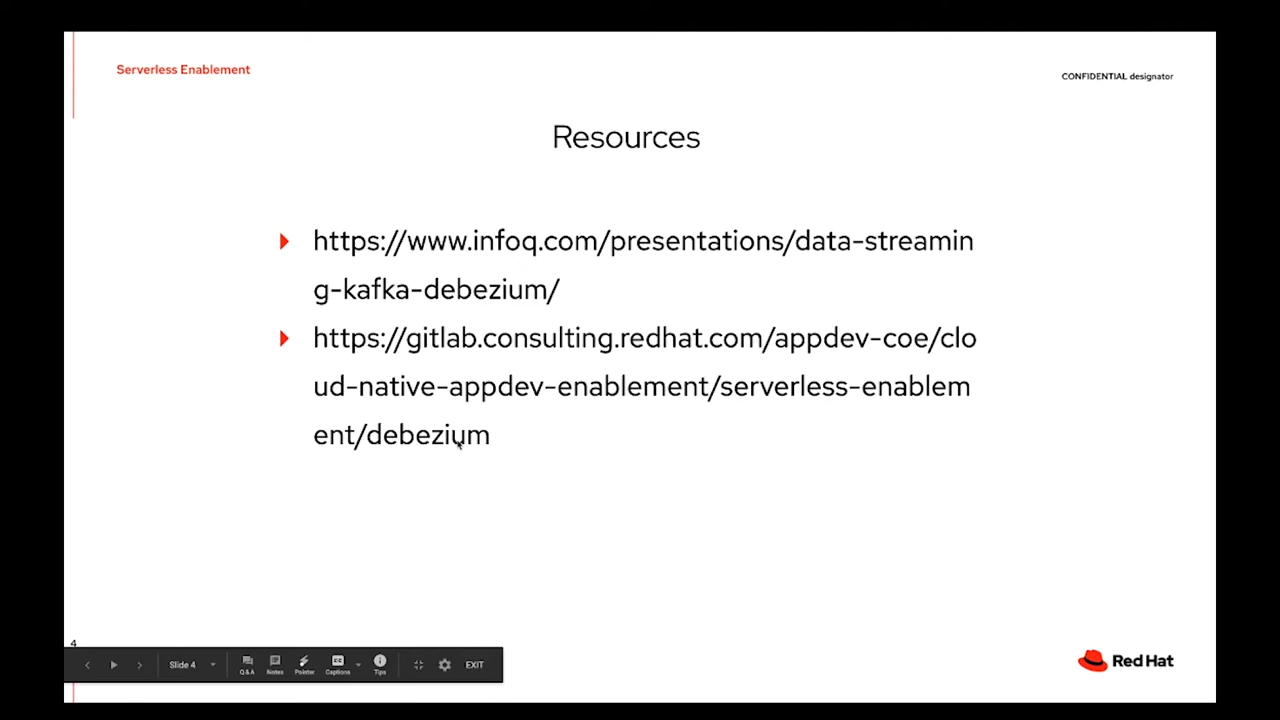 Serverless Enablement
CONFIDENTIAL designator
Resources
https://www.infoq.com/presentations/data-streamin
g-kafka-debezium/
https://gitlab.consulting.redhat.com/appdev-coe/clo
ud-native-appdev-enablement/serverless-enablem
ent/debezium
4
Slide 4
Q&A
Notes
Pointer
CC
Captions
Tips
EXIT
Red Hat